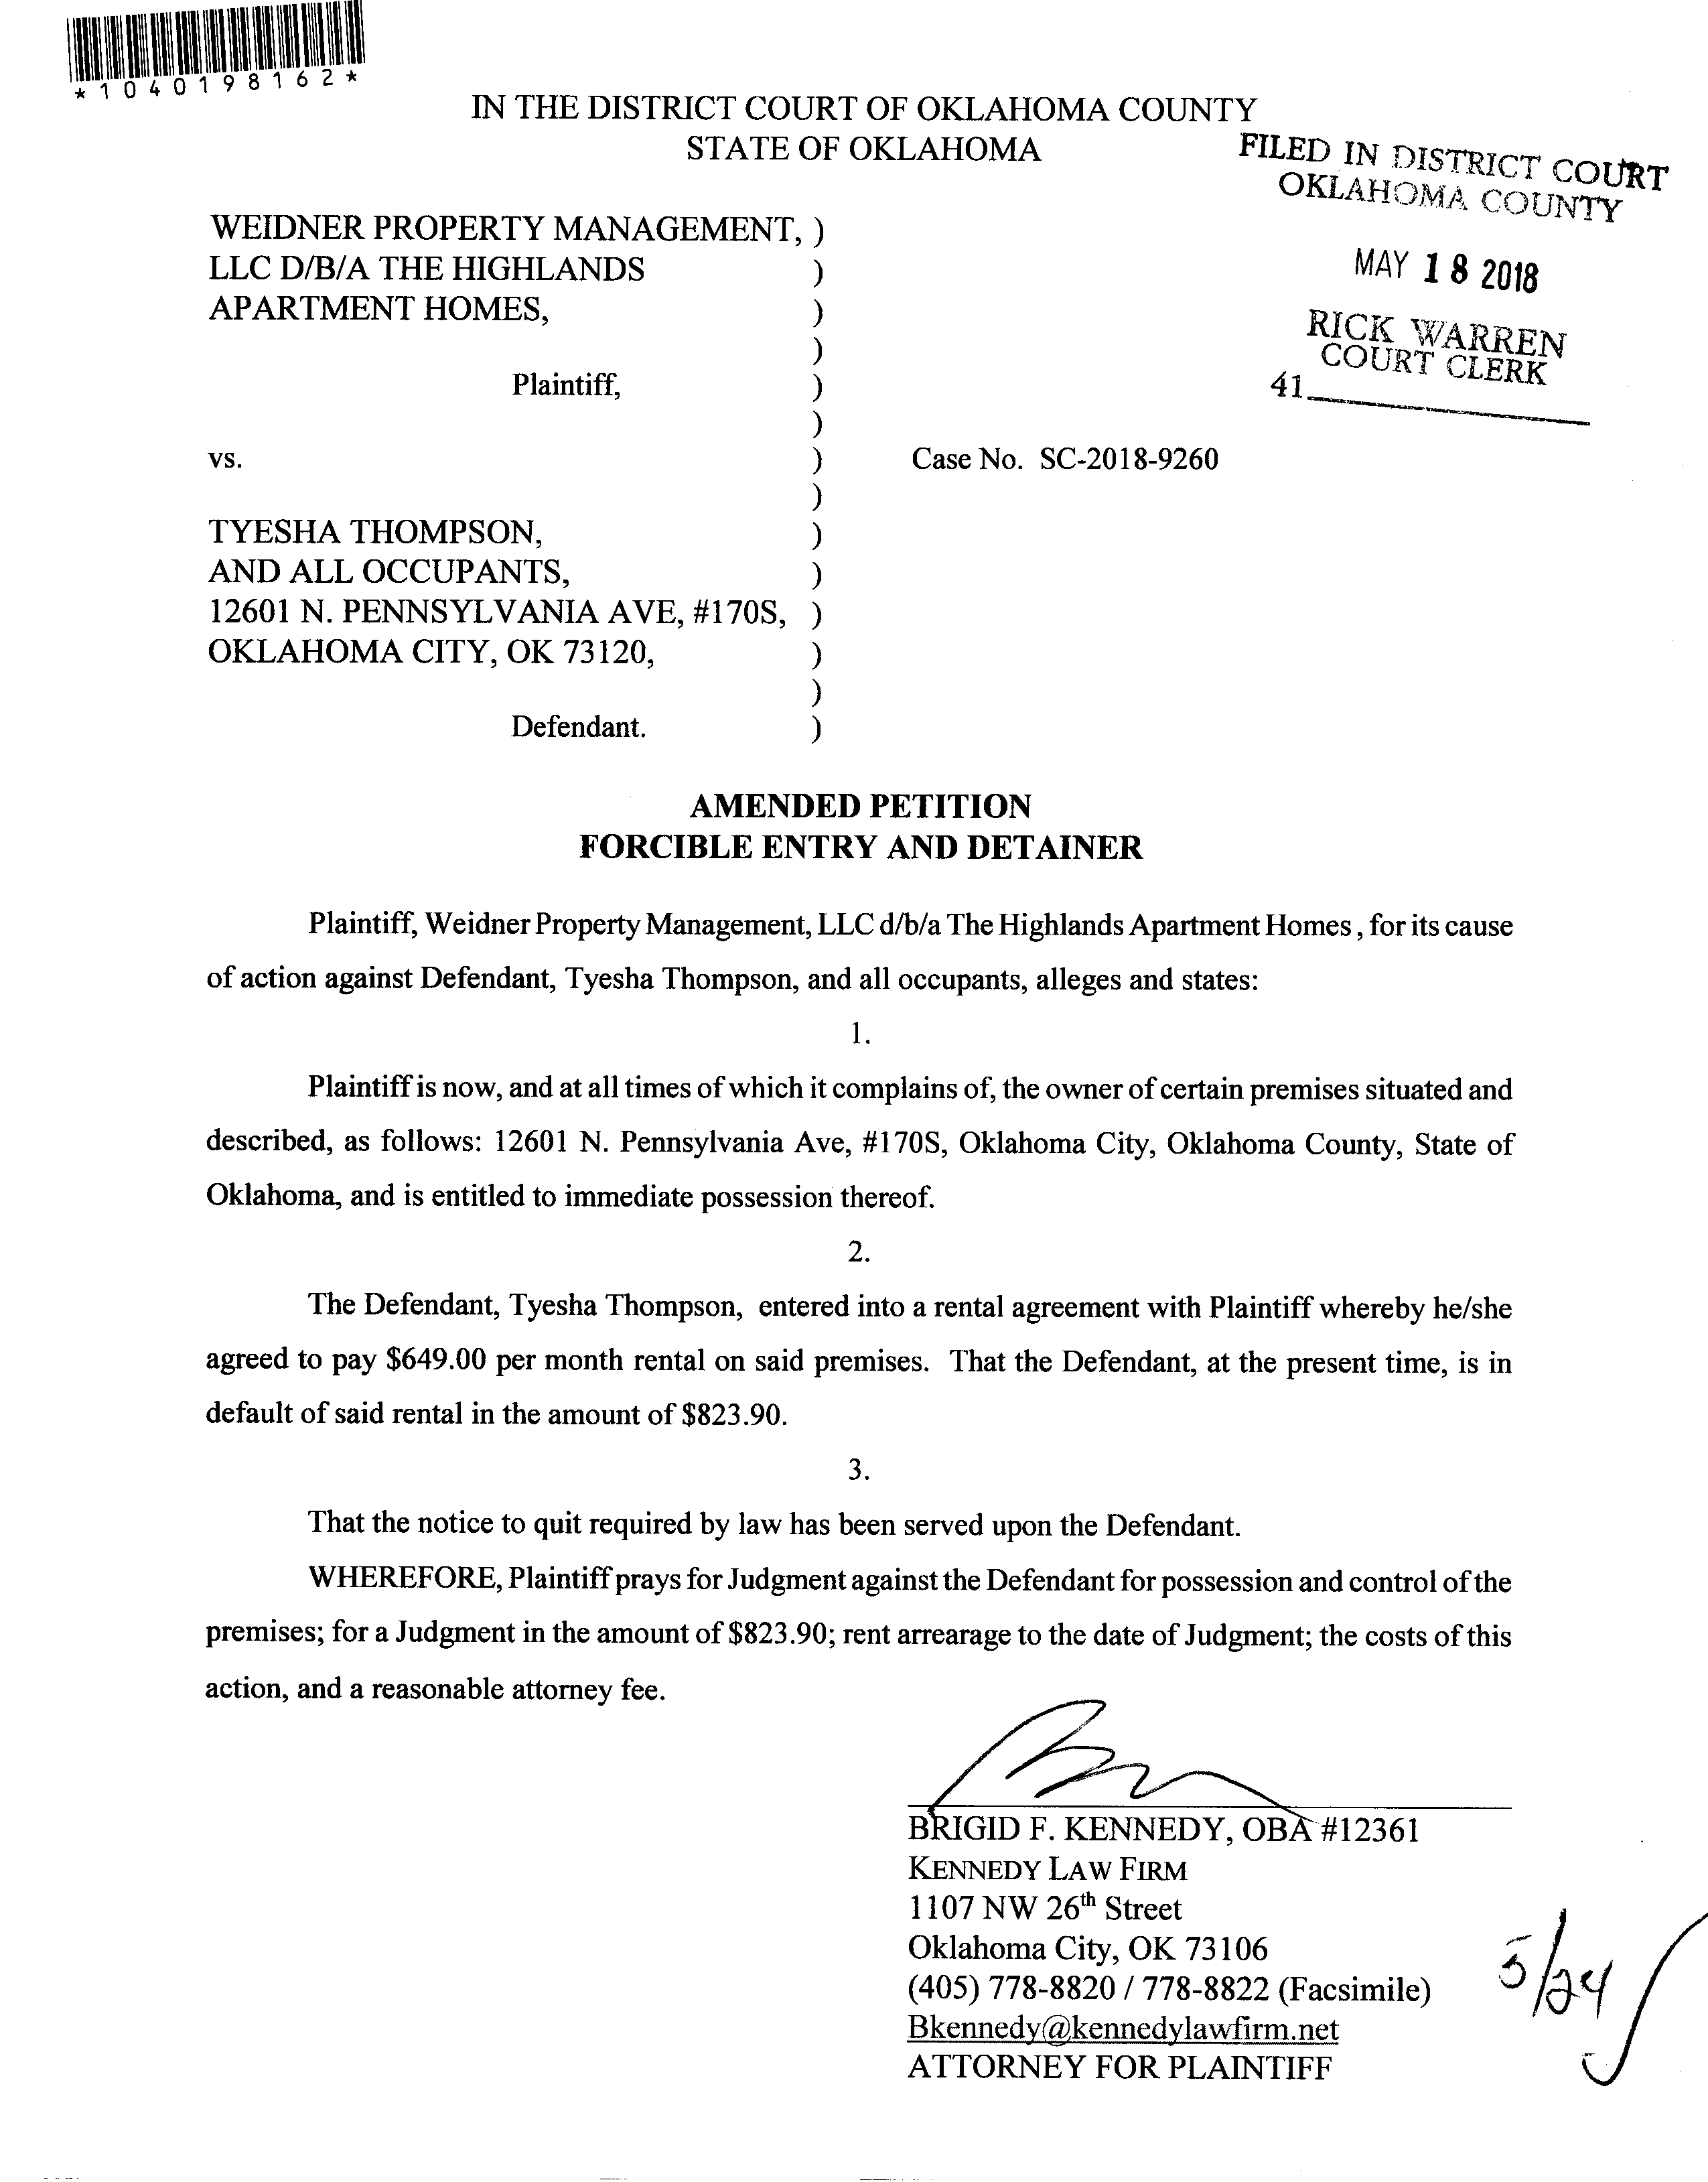 *1040198162*
IN THE DISTRICT COURT OF OKLAHOMA COUNTY
STATE OF OKLAHOMA
FILED IN DISTRICT COURT
OKLAHOMA COUNTY
MAY 18 2018
RICK WARREN
COURT CLERK
41
WEIDNER PROPERTY MANAGEMENT, )
LLC D/B/A THE HIGHLANDS )
APARTMENT HOMES, )
)
Plaintiff, )
)
vs. ) Case No. SC-2018-9260
)
TYESHA THOMPSON, )
AND ALL OCCUPANTS, )
12601 N. PENNSYLVANIA AVE, #170S, )
OKLAHOMA CITY, OK 73120, )
)
Defendant. )
AMENDED PETITION
FORCIBLE ENTRY AND DETAINER
Plaintiff, Weidner Property Management, LLC d/b/a The Highlands Apartment Homes , for its cause
of action against Defendant, Tyesha Thompson, and all occupants, alleges and states:
1.
Plaintiff is now, and at all times of which it complains of, the owner of certain premises situated and
described, as follows: 12601 N. Pennsylvania Ave, #170S, Oklahoma City, Oklahoma County, State of
Oklahoma, and is entitled to immediate possession thereof.
2.
The Defendant, Tyesha Thompson, entered into a rental agreement with Plaintiff whereby he/she
agreed to pay $649.00 per month rental on said premises. That the Defendant, at the present time, is in
default of said rental in the amount of $823.90.
3.
That the notice to quit required by law has been served upon the Defendant.
WHEREFORE, Plaintiff prays for Judgment against the Defendant for possession and control of the
premises; for a Judgment in the amount of $823.90; rent arrearage to the date of Judgment; the costs of this
action, and a reasonable attorney fee.
BRIGID F. KENNEDY, OBA #12361
KENNEDY LAW FIRM
1107 NW 26th Street
Oklahoma City, OK 73106
(405) 778-8820 / 778-8822 (Facsimile)
Bkennedy@kennedylawfirm.net
ATTORNEY FOR PLAINTIFF
5/24